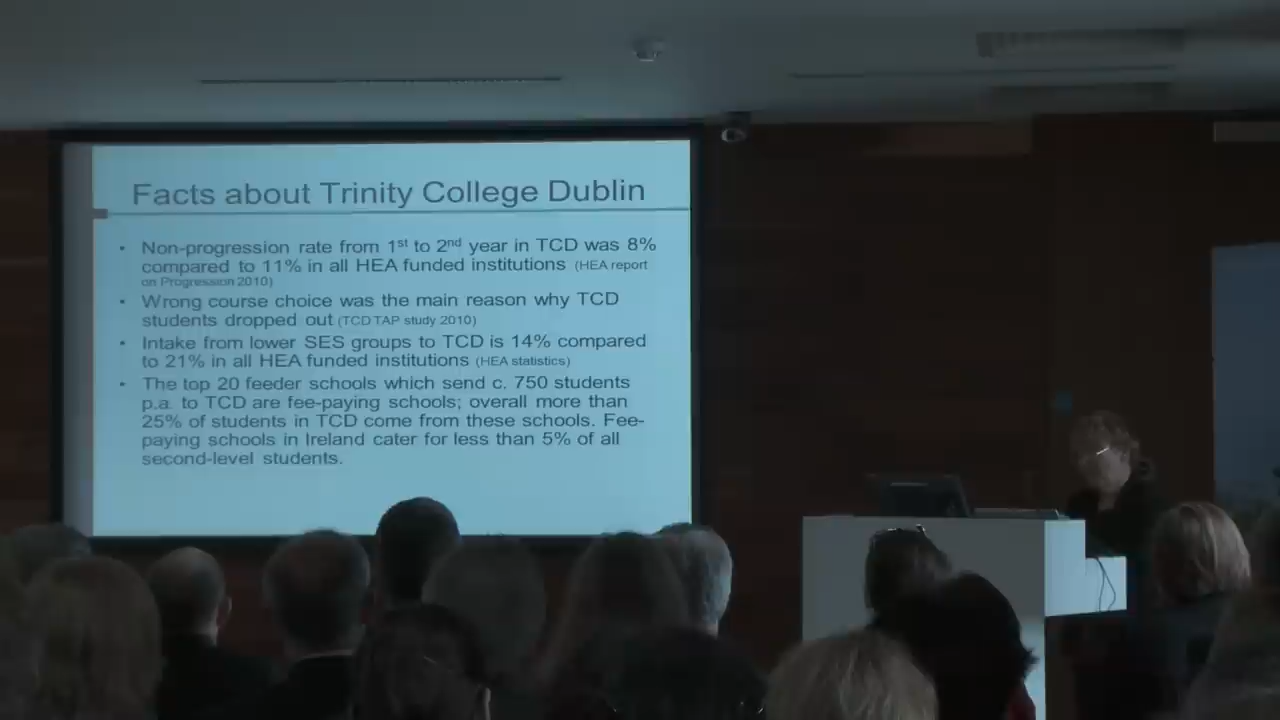 Facts about Trinity College Dublin
• Non-progression rate from 1st to 2nd year in TCD was 8%
compared to 11% in all HEA funded institutions (HEA report
on Progression 2010)
• Wrong course choice was the main reason why TCD
students dropped out (TCD TAP study 2010)
• Intake from lower SES groups to TCD is 14% compared
to 21% in all HEA funded institutions (HEA statistics)
• The top 20 feeder schools which send c. 750 students
p.a. to TCD are fee-paying schools; overall more than
25% of students in TCD come from these schools. Fee-
paying schools in Ireland cater for less than 5% of all
second-level students.